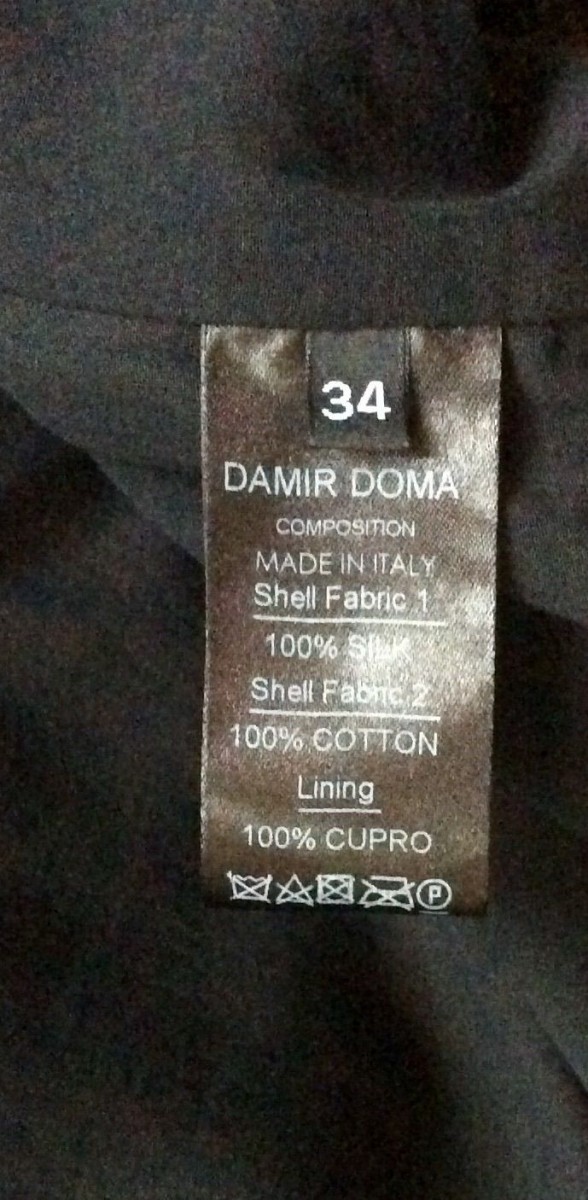 34
DAMIR DOMA
COMPOSITION
MADE IN ITALY
Shell Fabric 1
100% SILK
Shell Fabric 2
100% COTTON
Lining
100% CUPRO
P